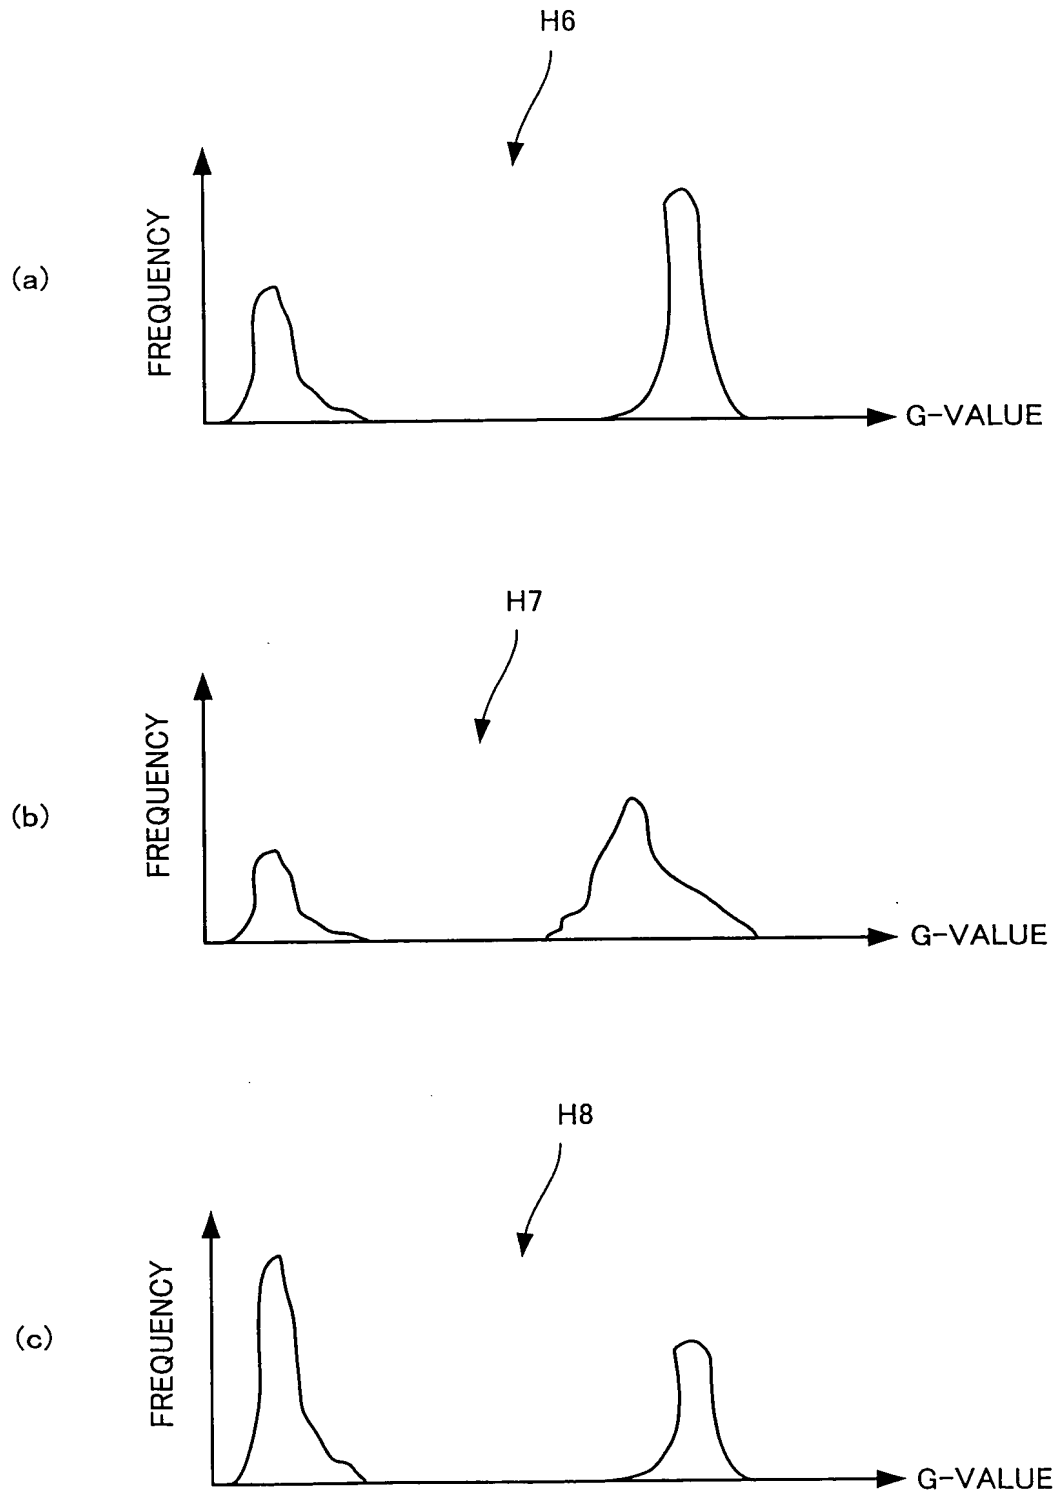 H6
(a)
FREQUENCY
G-VALUE
H7
(b)
FREQUENCY
G-VALUE
H8
(c)
FREQUENCY
G-VALUE